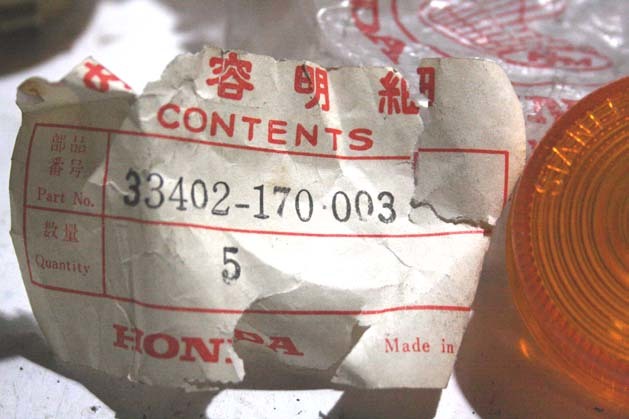 容明細
CONTENTS
部品
番号
Part No. 33402-170-003
数量
Quantity 5
HONDA
Made in
STANLEY